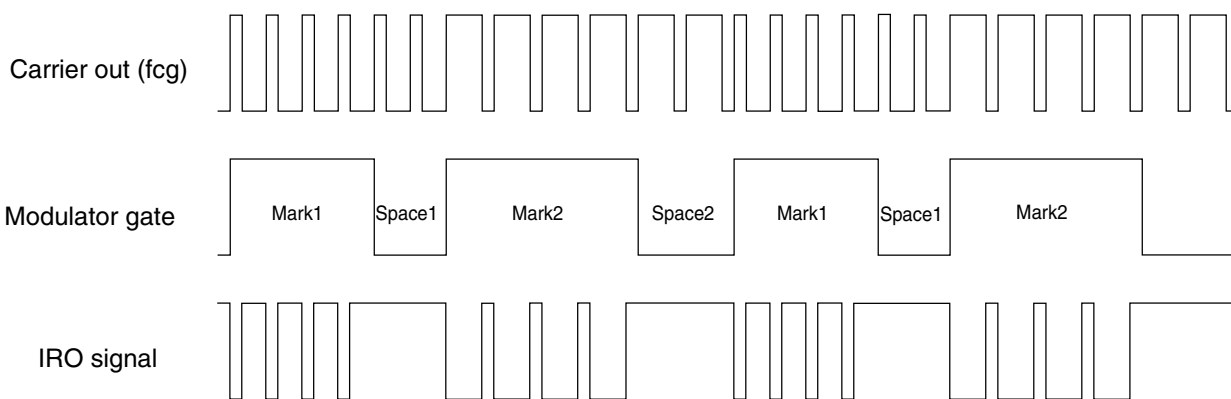 Carrier out (fcg)
Modulator gate
Mark1 Space1 Mark2 Space2 Mark1 Space1 Mark2
IRO signal